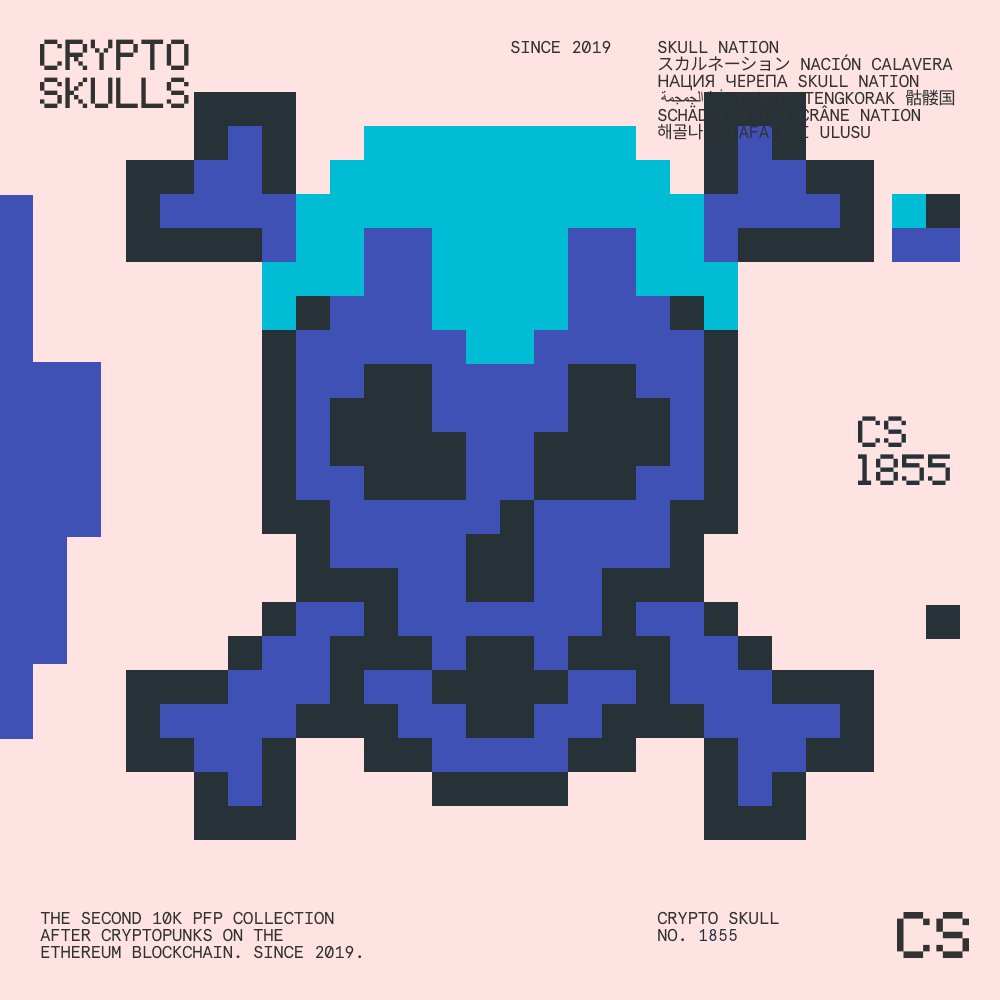 CRYPTO
SKULLS
SINCE 2019
SKULL NATION
スカルネーション NACIÓN CALAVERA
НАЦИЯ ЧЕРЕПА SKULL NATION
الجمجمة TENGKORAK 骷髅国
CRÂNE NATION
ULUSU
CS
1855
THE SECOND 10K PFP COLLECTION
AFTER CRYPTOPUNKS ON THE
ETHEREUM BLOCKCHAIN. SINCE 2019.
CRYPTO SKULL
NO. 1855
CS